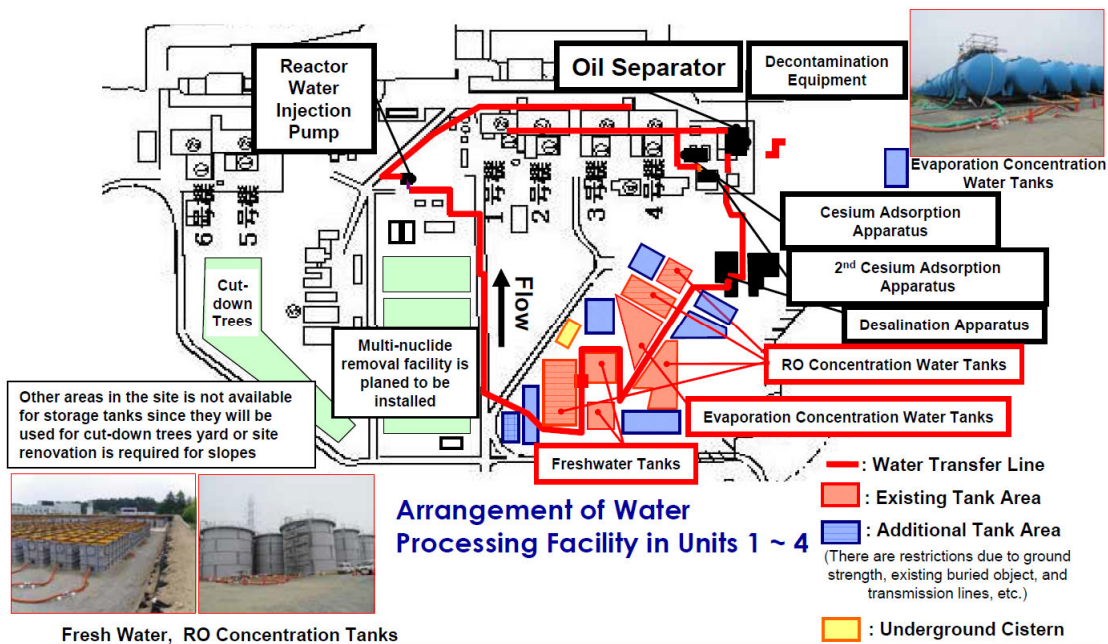 Reactor
Water
Injection
Pump
Oil Separator
Decontamination
Equipment
Evaporation Concentration
Water Tanks
Cesium Adsorption
Apparatus
2nd Cesium Adsorption
Apparatus
Desalination Apparatus
6号機
5号機
1号機
2号機
3号機
4号機
Cut-
down
Trees
Flow
Multi-nuclide
removal facility is
planed to be
installed
RO Concentration Water Tanks
Evaporation Concentration Water Tanks
Freshwater Tanks
Other areas in the site is not available
for storage tanks since they will be
used for cut-down trees yard or site
renovation is required for slopes
Arrangement of Water
Processing Facility in Units 1 ~ 4
: Water Transfer Line
: Existing Tank Area
: Additional Tank Area
(There are restrictions due to ground
strength, existing buried object, and
transmission lines, etc.)
: Underground Cistern
Fresh Water, RO Concentration Tanks